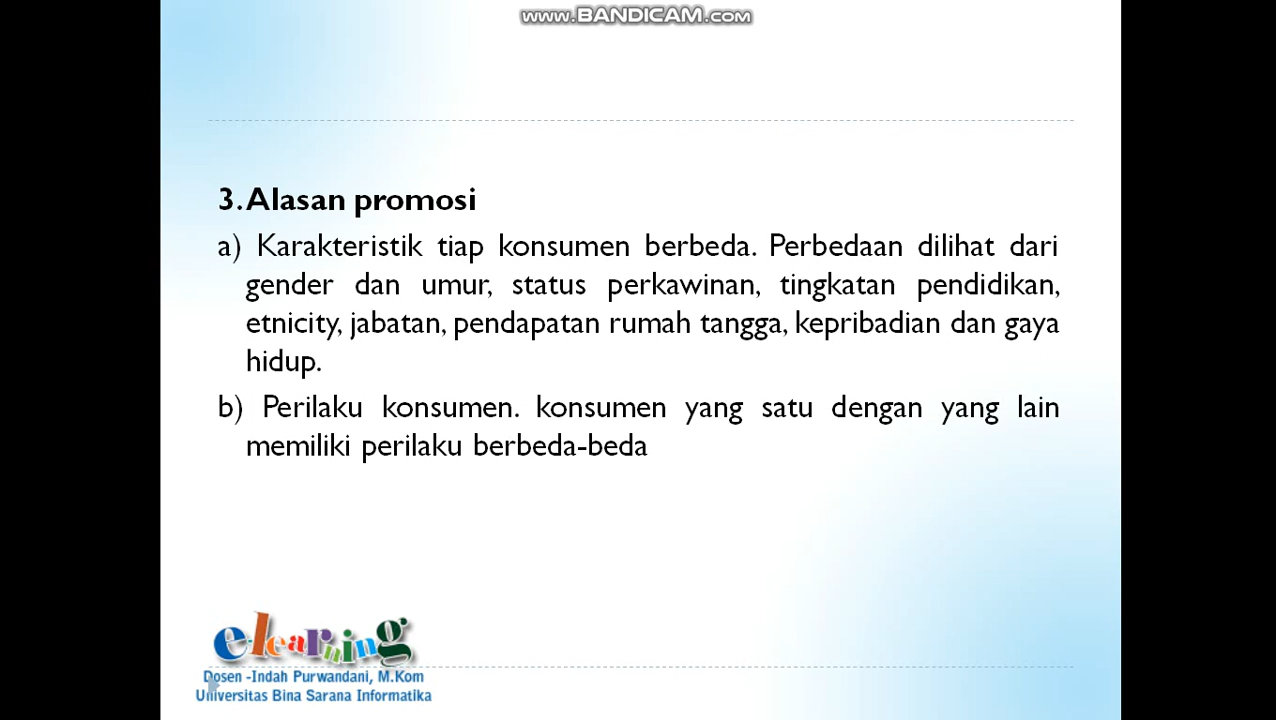 www.BANDICAM.com
3. Alasan promosi
a) Karakteristik tiap konsumen berbeda. Perbedaan dilihat dari
gender dan umur, status perkawinan, tingkatan pendidikan,
etnicity, jabatan, pendapatan rumah tangga, kepribadian dan gaya
hidup.
b) Perilaku konsumen. konsumen yang satu dengan yang lain
memiliki perilaku berbeda-beda
e-learning
Dosen -Indah Purwandani, M.Kom
Universitas Bina Sarana Informatika